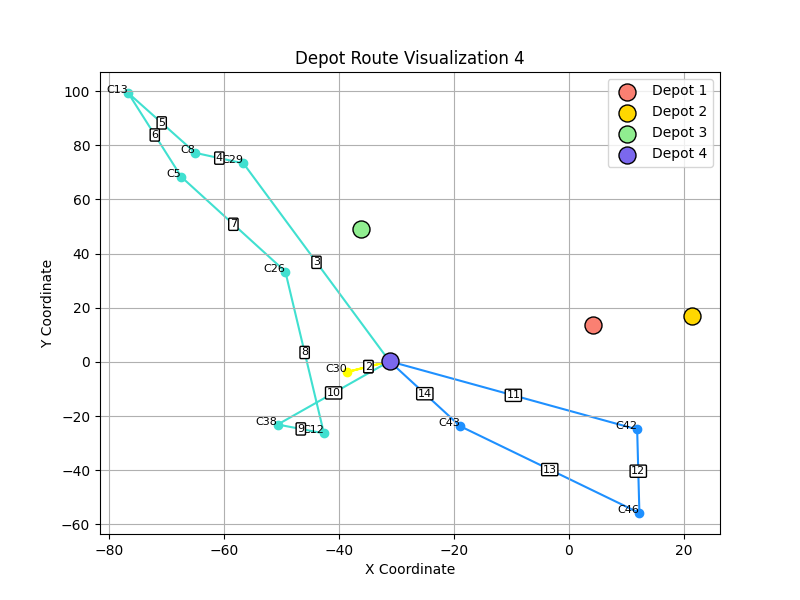 Depot Route Visualization 4
Depot 1
Depot 2
Depot 3
Depot 4
Y Coordinate
100
80
60
40
20
0
−20
−40
−60
C13
5
6
C8
4
C29
C5
7
3
C26
8
C30
2
10
11
14
C38
9
C12
C43
C42
13
12
C46
−80
−60
−40
−20
0
20
X Coordinate